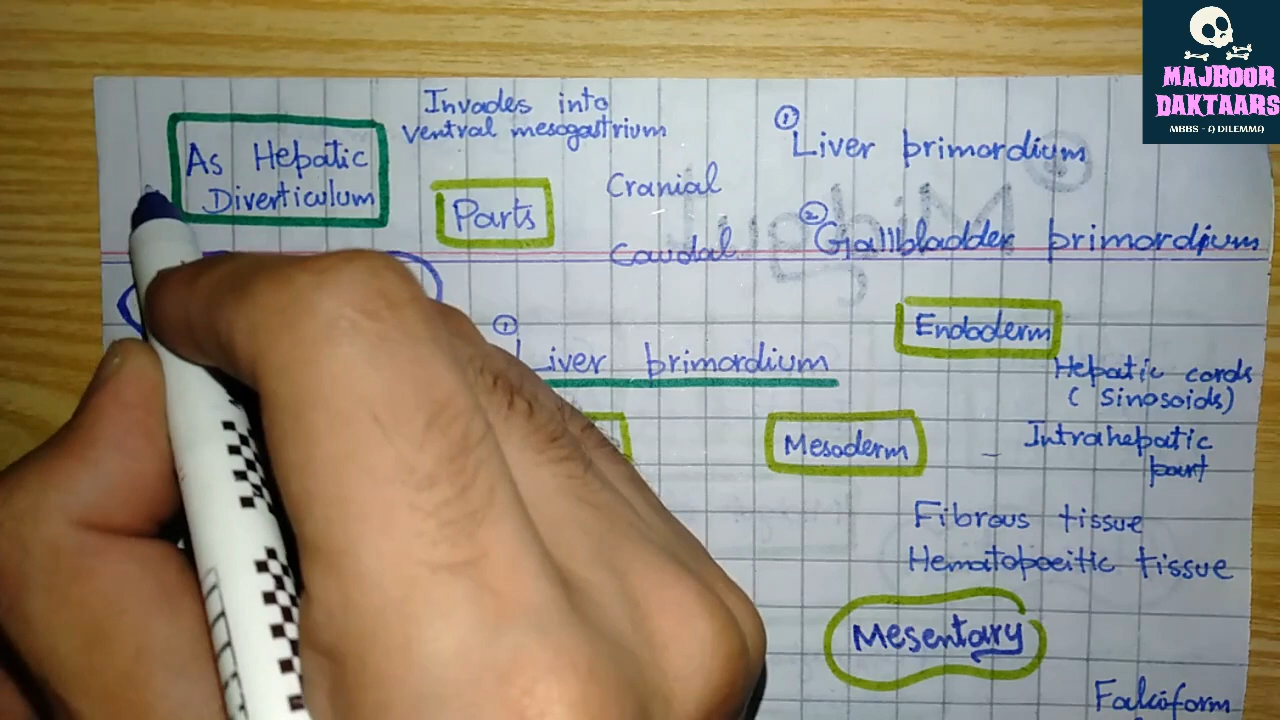 MAJBOOR
DAKTAARS
MBBS - A DILEMMA
As Hepatic
Diverticulum
Invades into
Ventral mesogastrium
Parts
Cranial
Caudal
① Liver primordium
② Gallbladder primordium
① Liver primordium
Endoderm
Hepatic cords
( Sinosoids)
Mesoderm
- Intrahepatic
part
Fibrous tissue
Hematopoeitic tissue
Mesentary
Falciform